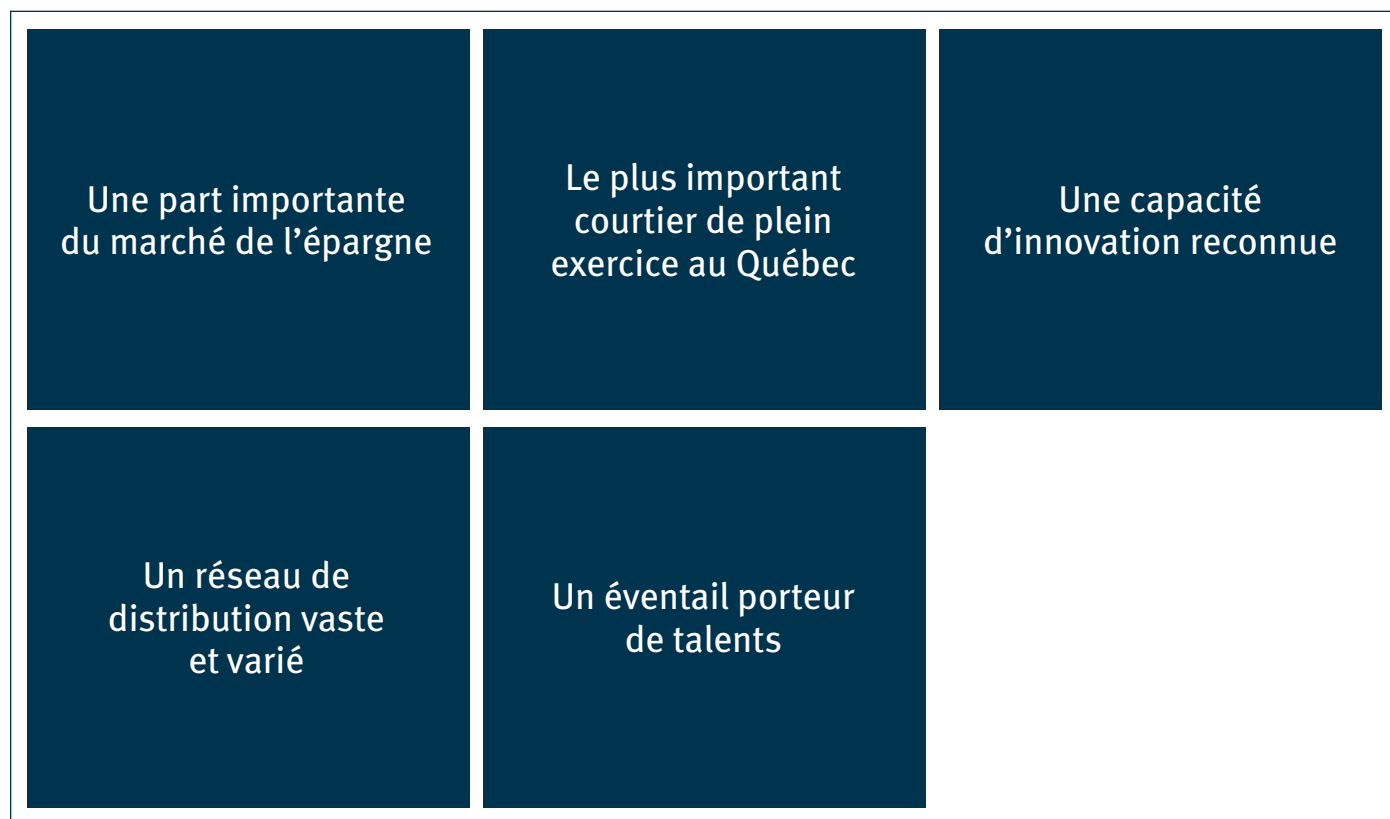 Une part importante
du marché de l’épargne
Le plus important
courtier de plein
exercice au Québec
Une capacité
d’innovation reconnue
Un réseau de
distribution vaste
et varié
Un éventail porteur
de talents